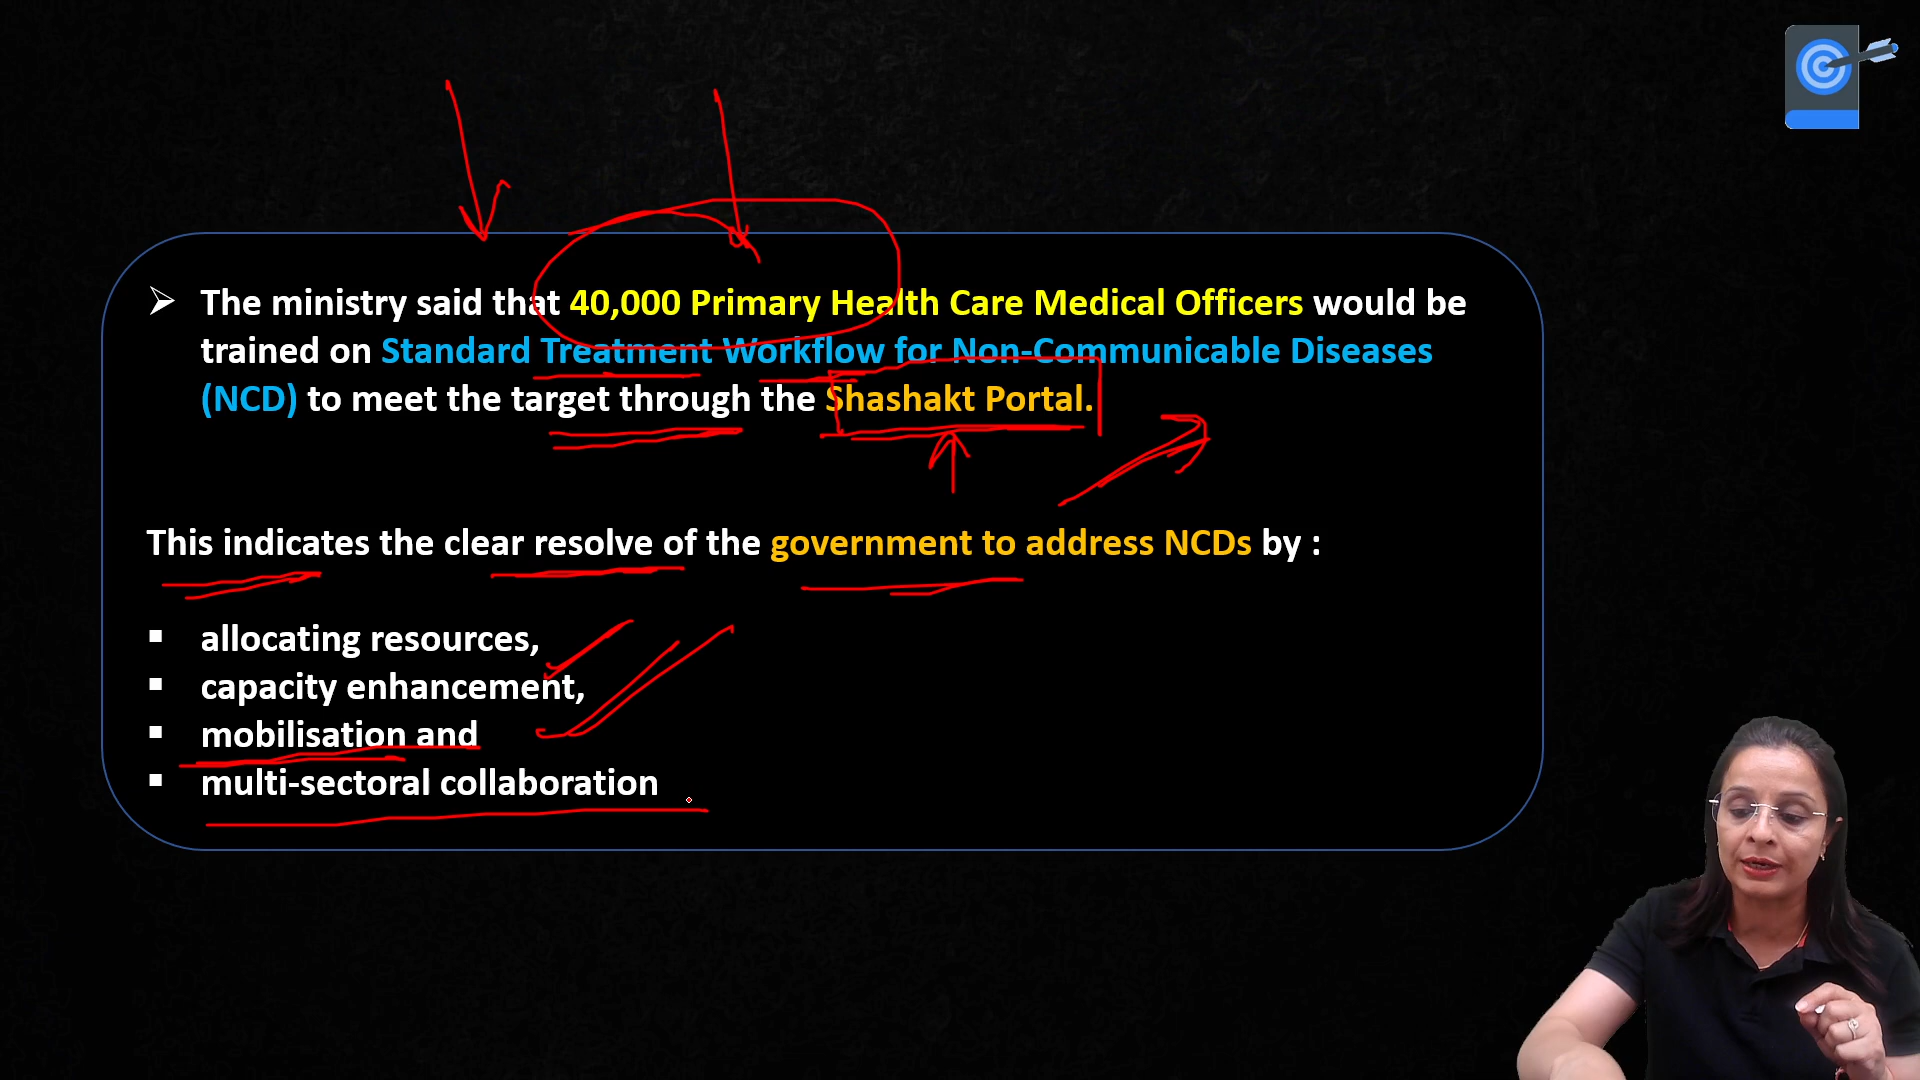 ➢ The ministry said that 40,000 Primary Health Care Medical Officers would be
trained on Standard Treatment Workflow for Non-Communicable Diseases
(NCD) to meet the target through the Shashakt Portal.
This indicates the clear resolve of the government to address NCDs by :
▪ allocating resources,
▪ capacity enhancement,
▪ mobilisation and
▪ multi-sectoral collaboration